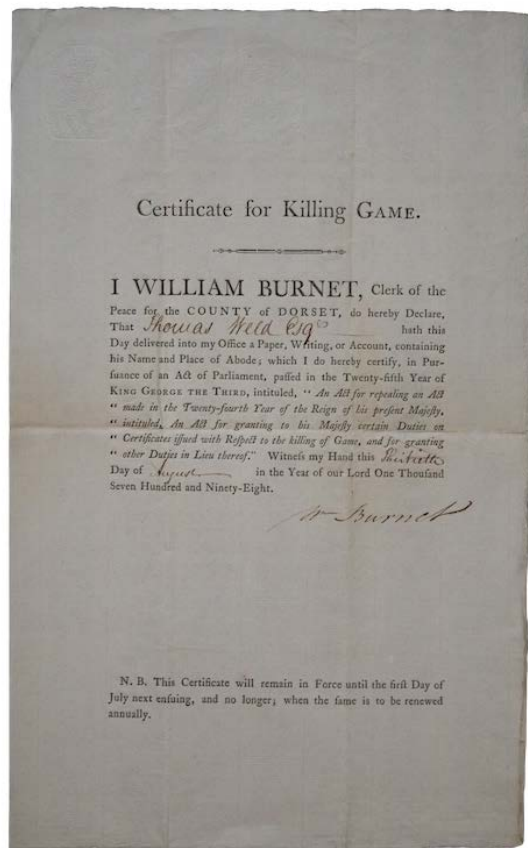 Certificate for Killing GAME.
I WILLIAM BURNET, Clerk of the
Peace for the COUNTY of DORSET, do hereby Declare,
That Thomas Weld Esqre hath this
Day delivered into my Office a Paper, Writing, or Account, containing
his Name and Place of Abode; which I do hereby certify, in Pur-
ſuance of an Act of Parliament, paſſed in the Twenty-fifth Year of
KING GEORGE THE THIRD, intituled, " An Act for repealing an Act
" made in the Twenty-fourth Year of the Reign of his preſent Majeſty,
" intituled, An Act for granting to his Majeſty certain Duties on
" Certificates iſſued with Reſpect to the killing of Game, and for granting
" other Duties in Lieu thereof." Witneſs my Hand this Thirtieth
Day of August in the Year of our Lord One Thouſand
Seven Hundred and Ninety-Eight.
Wm Burnet
N. B. This Certificate will remain in Force until the firſt Day of
July next enſuing, and no longer; when the ſame is to be renewed
annually.